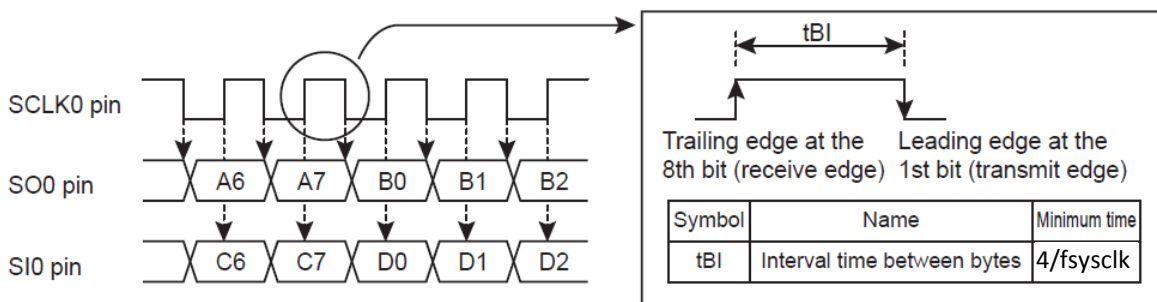 SCLK0 pin
SO0 pin
A6 A7 B0 B1 B2
SI0 pin
C6 C7 D0 D1 D2
tBI
Trailing edge at the
8th bit (receive edge)
Leading edge at the
1st bit (transmit edge)
Symbol Name Minimum time
tBI Interval time between bytes 4/fsysclk